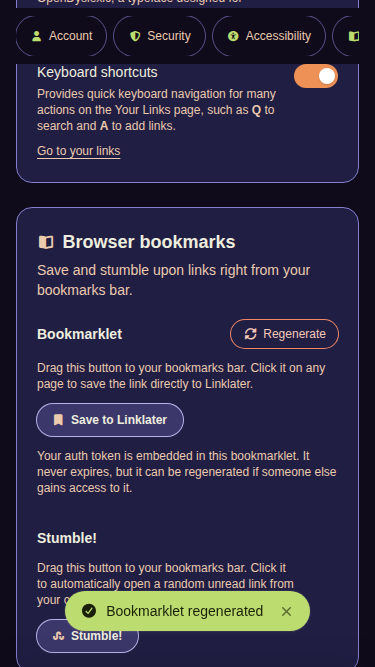 OpenDyslexic, a typeface designed for
Account
Security
Accessibility
Keyboard shortcuts
Provides quick keyboard navigation for many
actions on the Your Links page, such as Q to
search and A to add links.
Go to your links
Browser bookmarks
Save and stumble upon links right from your
bookmarks bar.
Bookmarklet
Regenerate
Drag this button to your bookmarks bar. Click it on any
page to save the link directly to Linklater.
Save to Linklater
Your auth token is embedded in this bookmarklet. It
never expires, but it can be regenerated if someone else
gains access to it.
Stumble!
Drag this button to your bookmarks bar. Click it
to automatically open a random unread link from
your
Bookmarklet regenerated
Stumble!